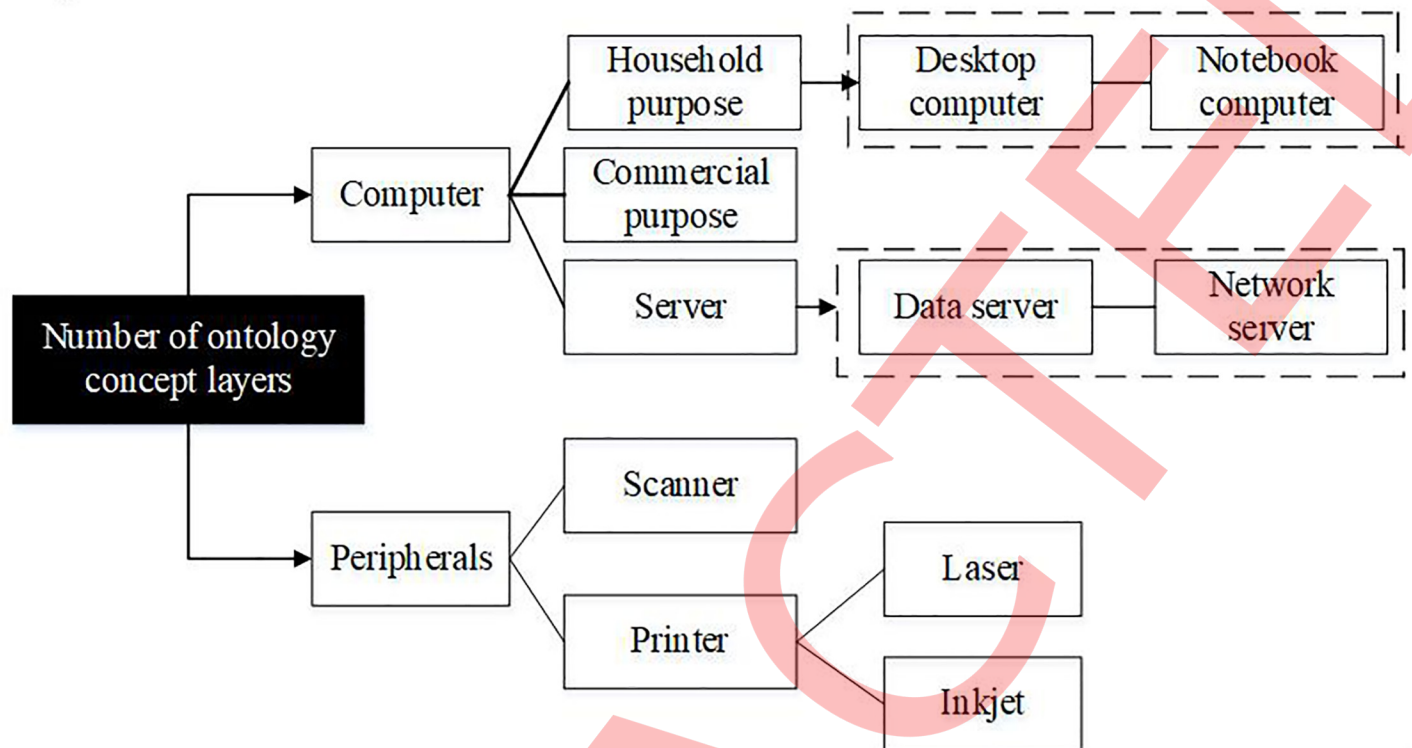 Household
purpose
Desktop
computer
Notebook
computer
Computer
Commercial
purpose
Server
Data server
Network
server
Number of ontology
concept layers
Scanner
Peripherals
Laser
Printer
Inkjet